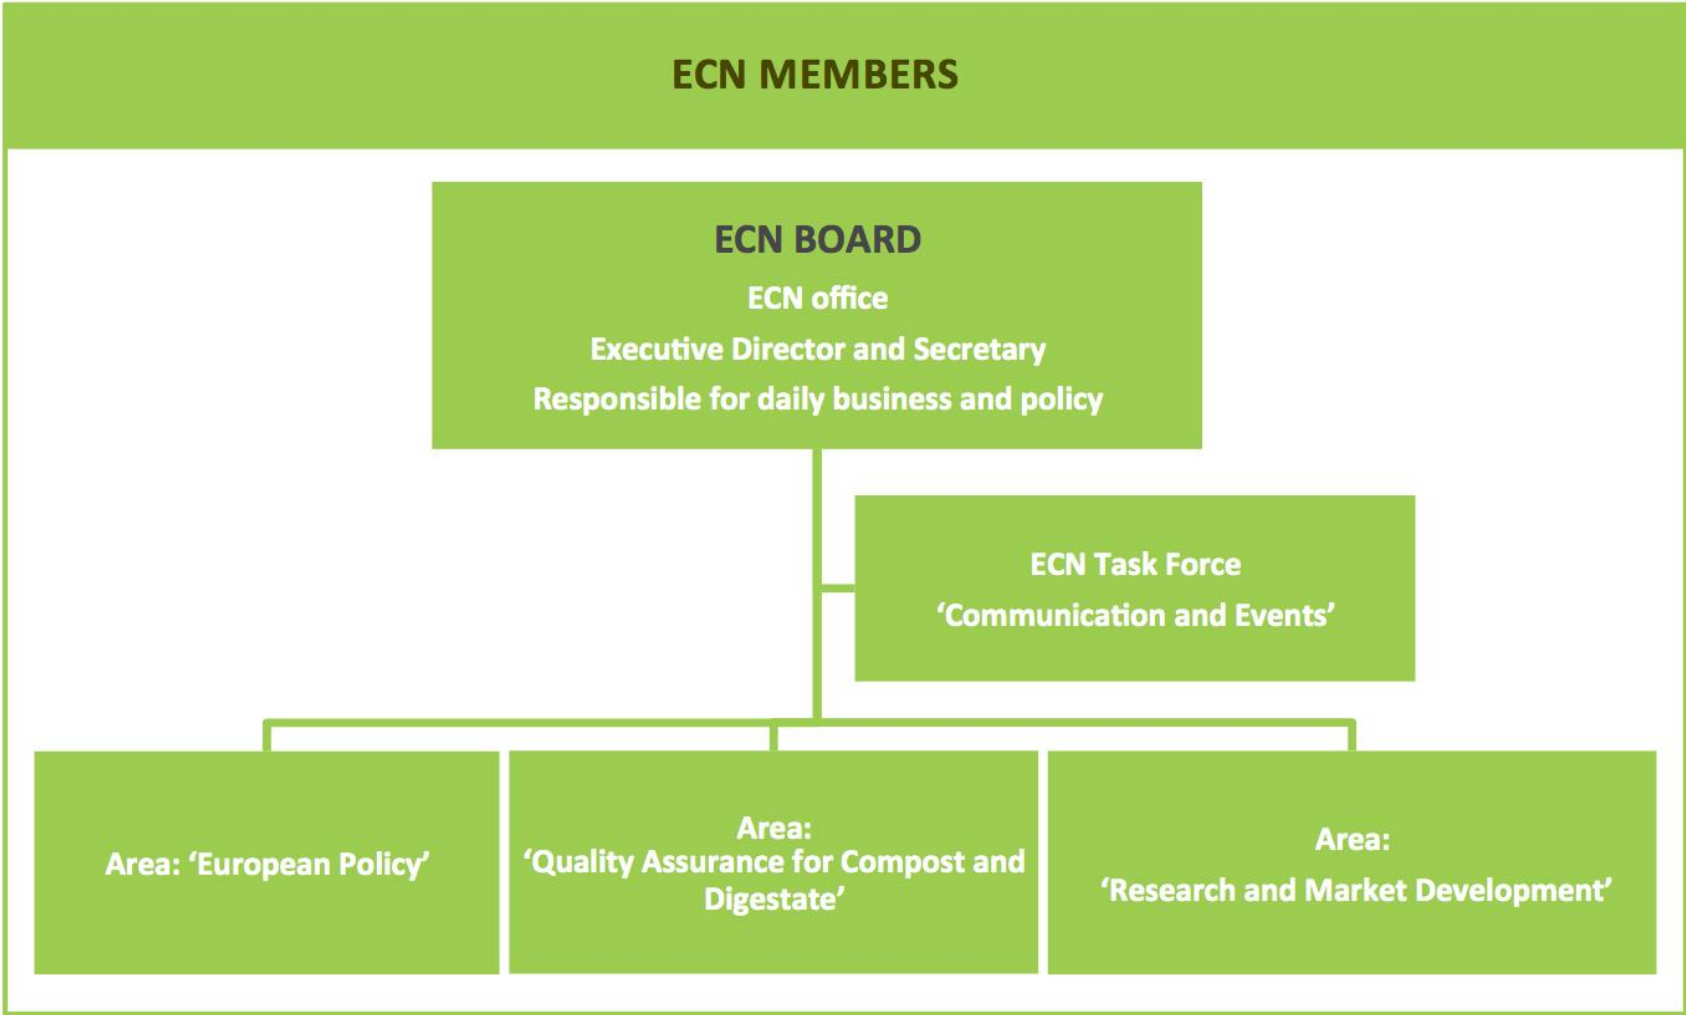 ECN MEMBERS
ECN BOARD
ECN office
Executive Director and Secretary
Responsible for daily business and policy
ECN Task Force
‘Communication and Events’
Area: ‘European Policy’
Area:
‘Quality Assurance for Compost and
Digestate’
Area:
‘Research and Market Development’